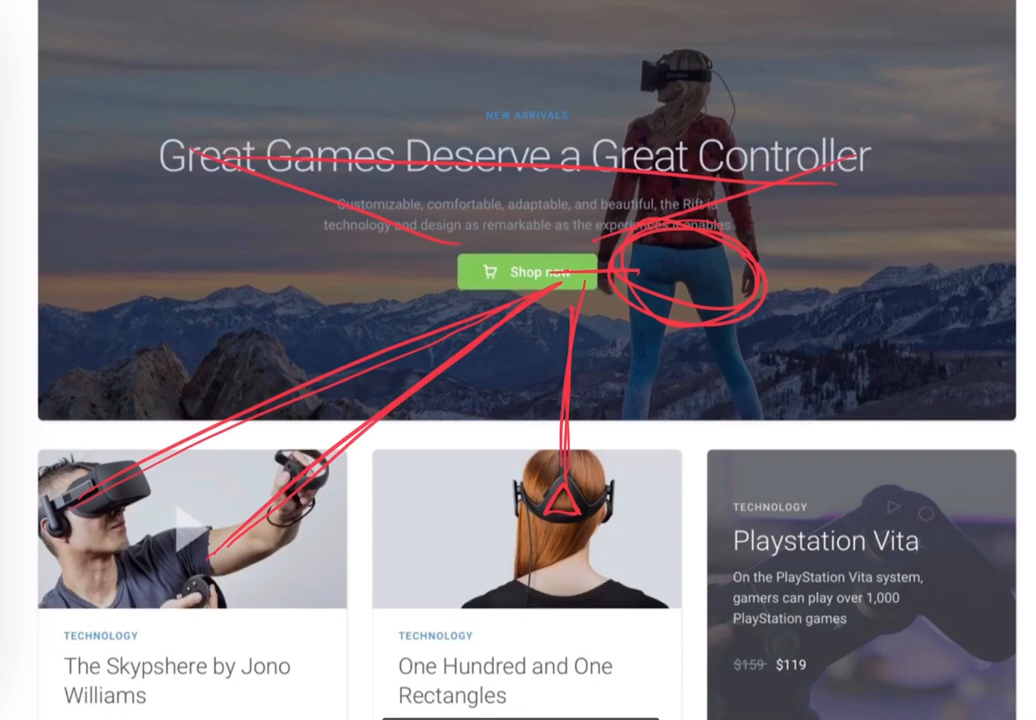 Oculus
NEW ARRIVALS
Great Games Deserve a Great Controller
Customizable, comfortable, adaptable, and beautiful, the Rift is
technology and design as remarkable as the experiences it enables
Shop now
TECHNOLOGY
The Skypshere by Jono
Williams
TECHNOLOGY
One Hundred and One
Rectangles
TECHNOLOGY
Playstation Vita
On the PlayStation Vita system,
gamers can play over 1,000
PlayStation games
$159 $119